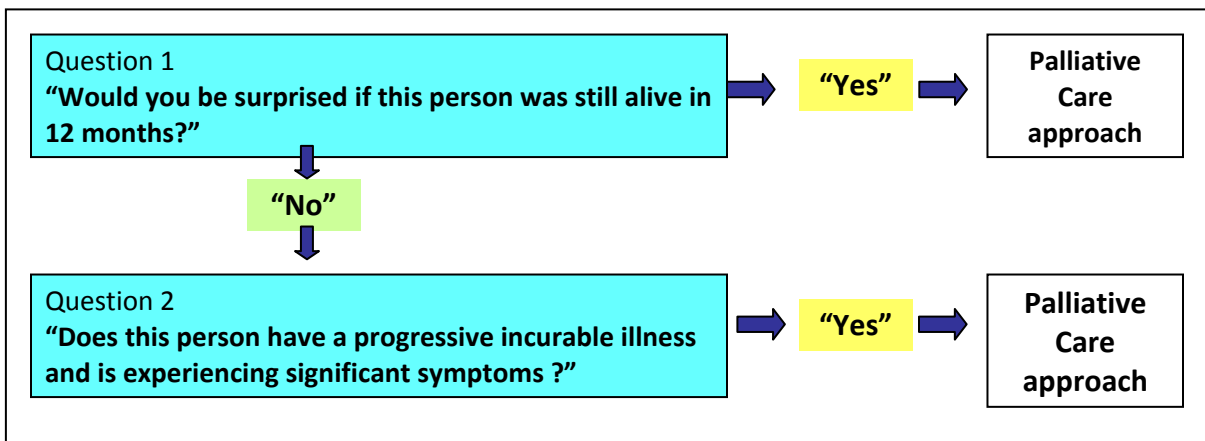 Question 1
“Would you be surprised if this person was still alive in
12 months?”
“Yes”
Palliative
Care
approach
“No”
Question 2
“Does this person have a progressive incurable illness
and is experiencing significant symptoms ?”
“Yes”
Palliative
Care
approach